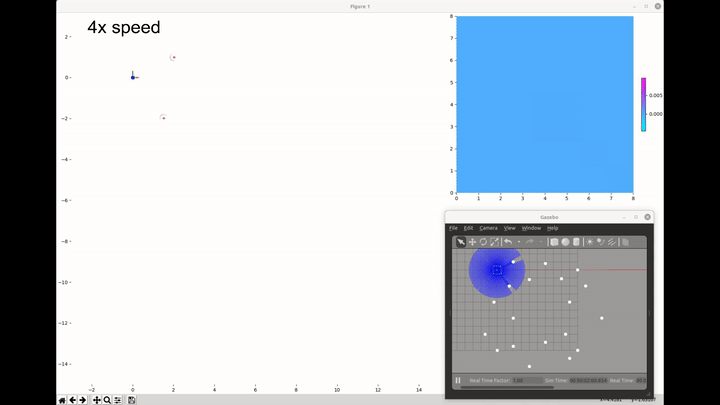 Figure 1
4x speed
2
0
−2
−4
−6
−8
−10
−12
−14
−2 0 2 4 6 8 10 12 14
8
7
6
5
4
3
2
1
0
0 1 2 3 4 5 6 7 8
0.005
0.000
Gazebo
File Edit Camera View Window Help
Real Time Factor: Sim Time: Real Time: